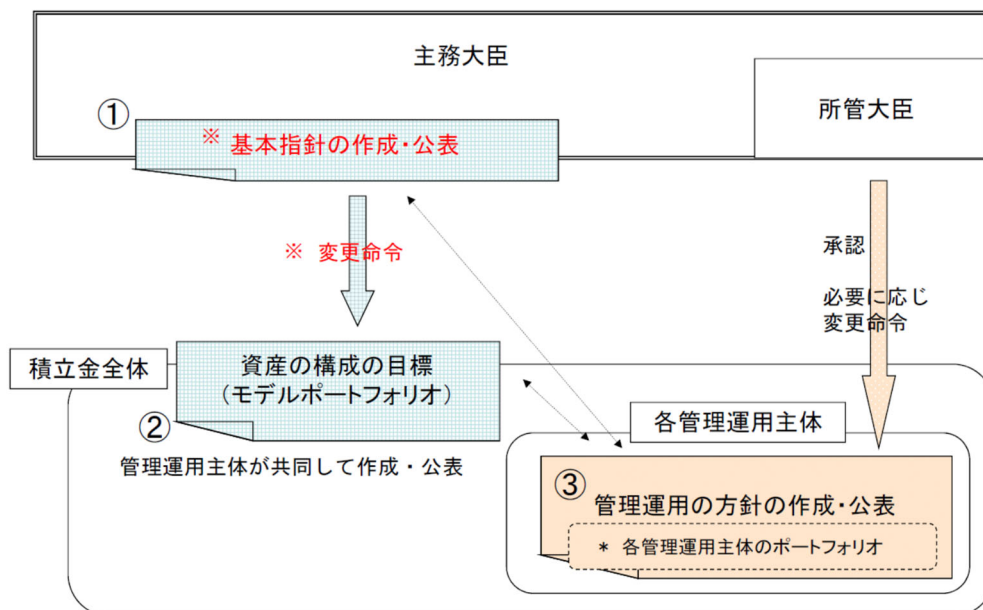 主務大臣
所管大臣
①
※ 基本指針の作成・公表
※ 変更命令
承認
必要に応じ
変更命令
積立金全体
資産の構成の目標
(モデルポートフォリオ)
②
管理運用主体が共同して作成・公表
各管理運用主体
③
管理運用の方針の作成・公表
* 各管理運用主体のポートフォリオ